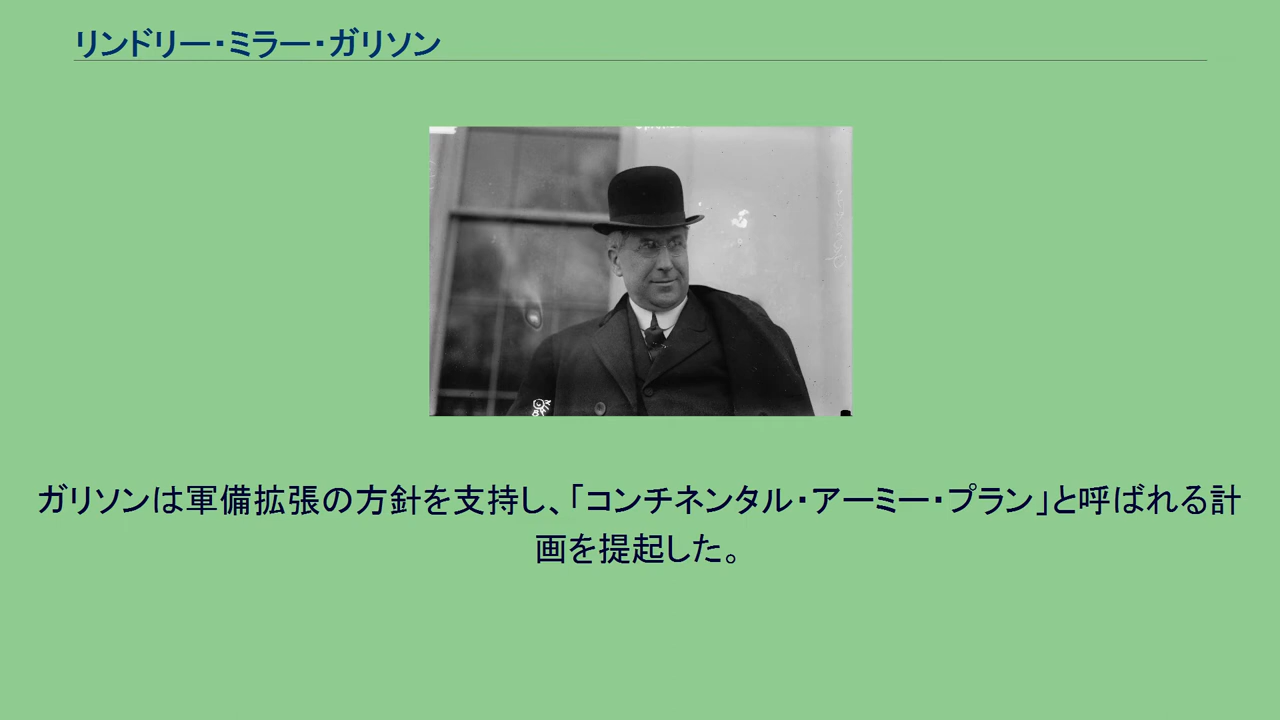 リンドリー・ミラー・ガリソン
ガリソンは軍備拡張の方針を支持し、「コンチネンタル・アーミー・プラン」と呼ばれる計
画を提起した。